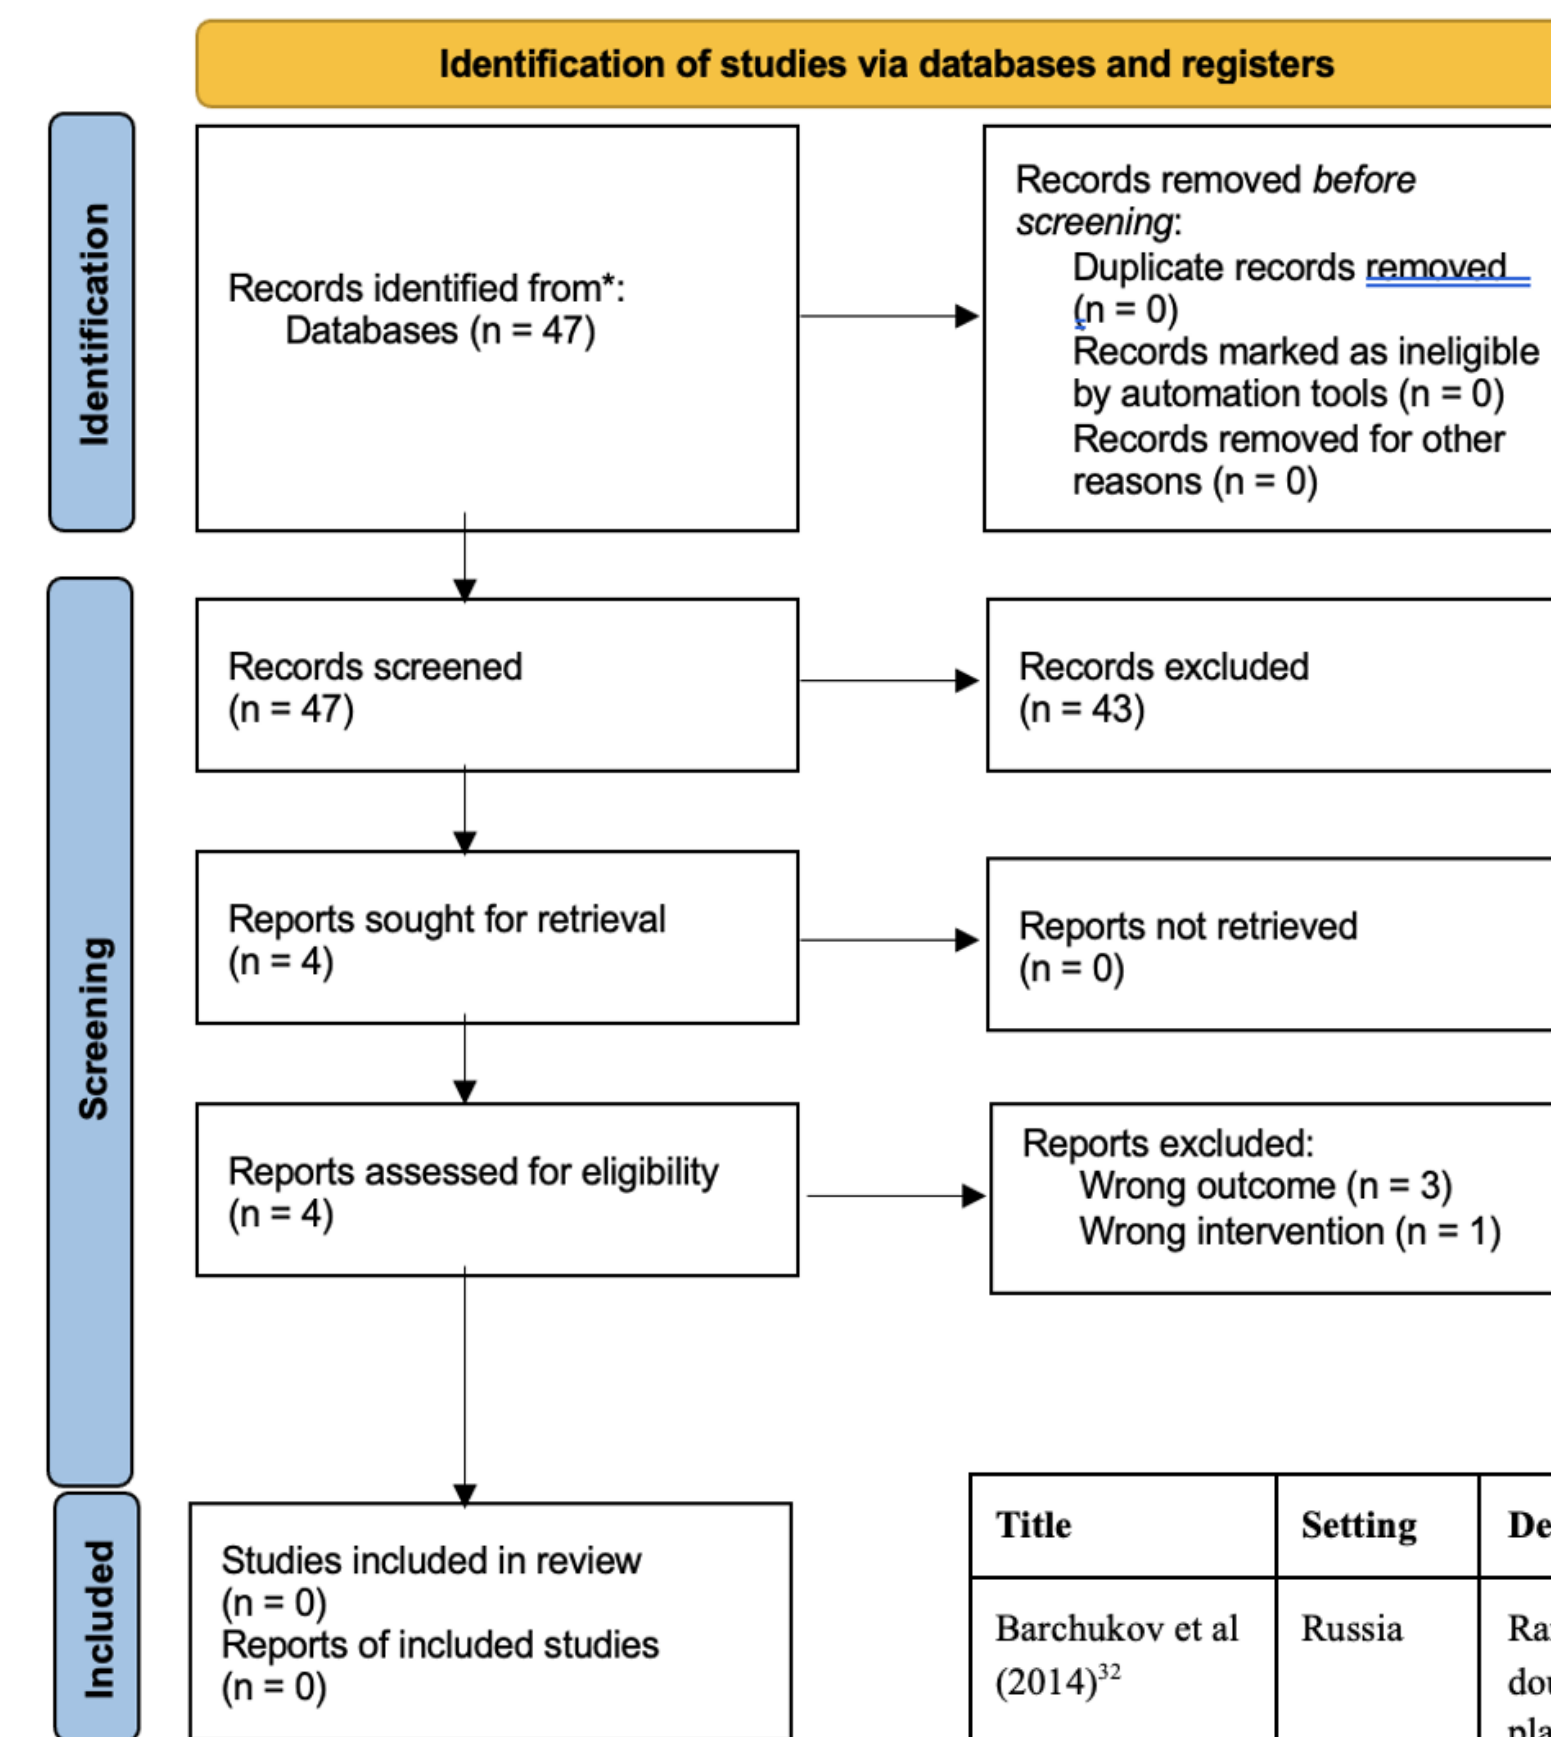 Identification of studies via databases and registers
Identification
Records identified from*:
Databases (n = 47)
Records removed before
screening:
Duplicate records removed
(n = 0)
Records marked as ineligible
by automation tools (n = 0)
Records removed for other
reasons (n = 0)
Screening
Records screened
(n = 47)
Records excluded
(n = 43)
Reports sought for retrieval
(n = 4)
Reports not retrieved
(n = 0)
Reports assessed for eligibility
(n = 4)
Reports excluded:
Wrong outcome (n = 3)
Wrong intervention (n = 1)
Included
Studies included in review
(n = 0)
Reports of included studies
(n = 0)
Title
Setting
Barchukov et al
(2014)³²
Russia